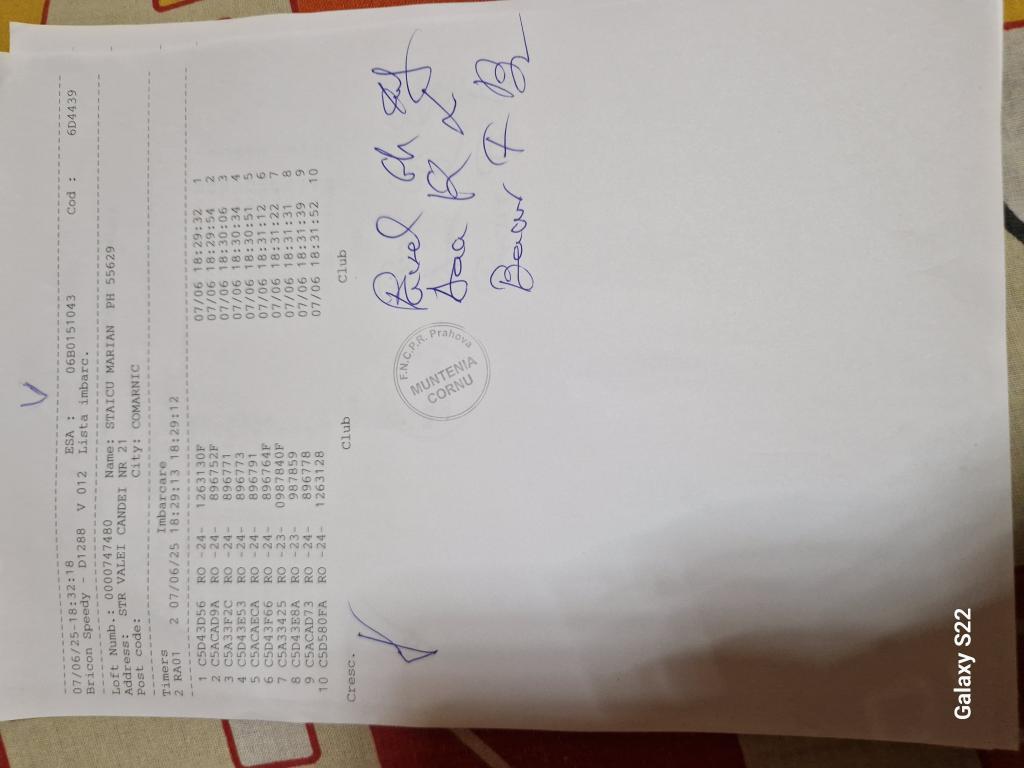 V
07/06/25-18:32:18 ESA : 06B0151043 Cod : 6D4439
Bricon Speedy - D1288 V 012 Lista imbarc.
Loft Numb.: 0000747480 Name: STAICU MARIAN PH 55629
Address: STR VALEI CANDEI NR 21
Post code: City: COMARNIC
Timers Imbarcare
2 RA01 2 07/06/25 18:29:13 18:29:12
1 C5D43D56 RO -24- 1263130F 07/06 18:29:32 1
2 C5ACAD9A RO -24- 896752F 07/06 18:29:54 2
3 C5A33F2C RO -24- 896771 07/06 18:30:06 3
4 C5D43E53 RO -24- 896773 07/06 18:30:34 4
5 C5ACAECA RO -24- 896791 07/06 18:30:51 5
6 C5D43F66 RO -24- 896764F 07/06 18:31:12 6
7 C5A33425 RO -23- 0987840F 07/06 18:31:22 7
8 C5D43E8A RO -23- 987859 07/06 18:31:31 8
9 C5ACAD73 RO -24- 896778 07/06 18:31:39 9
10 C5D580FA RO -24- 1263128 07/06 18:31:52 10
Cresc. Club Club
F.N.C.P.R. Prahova
MUNTENIA
CORNU
Galaxy S22